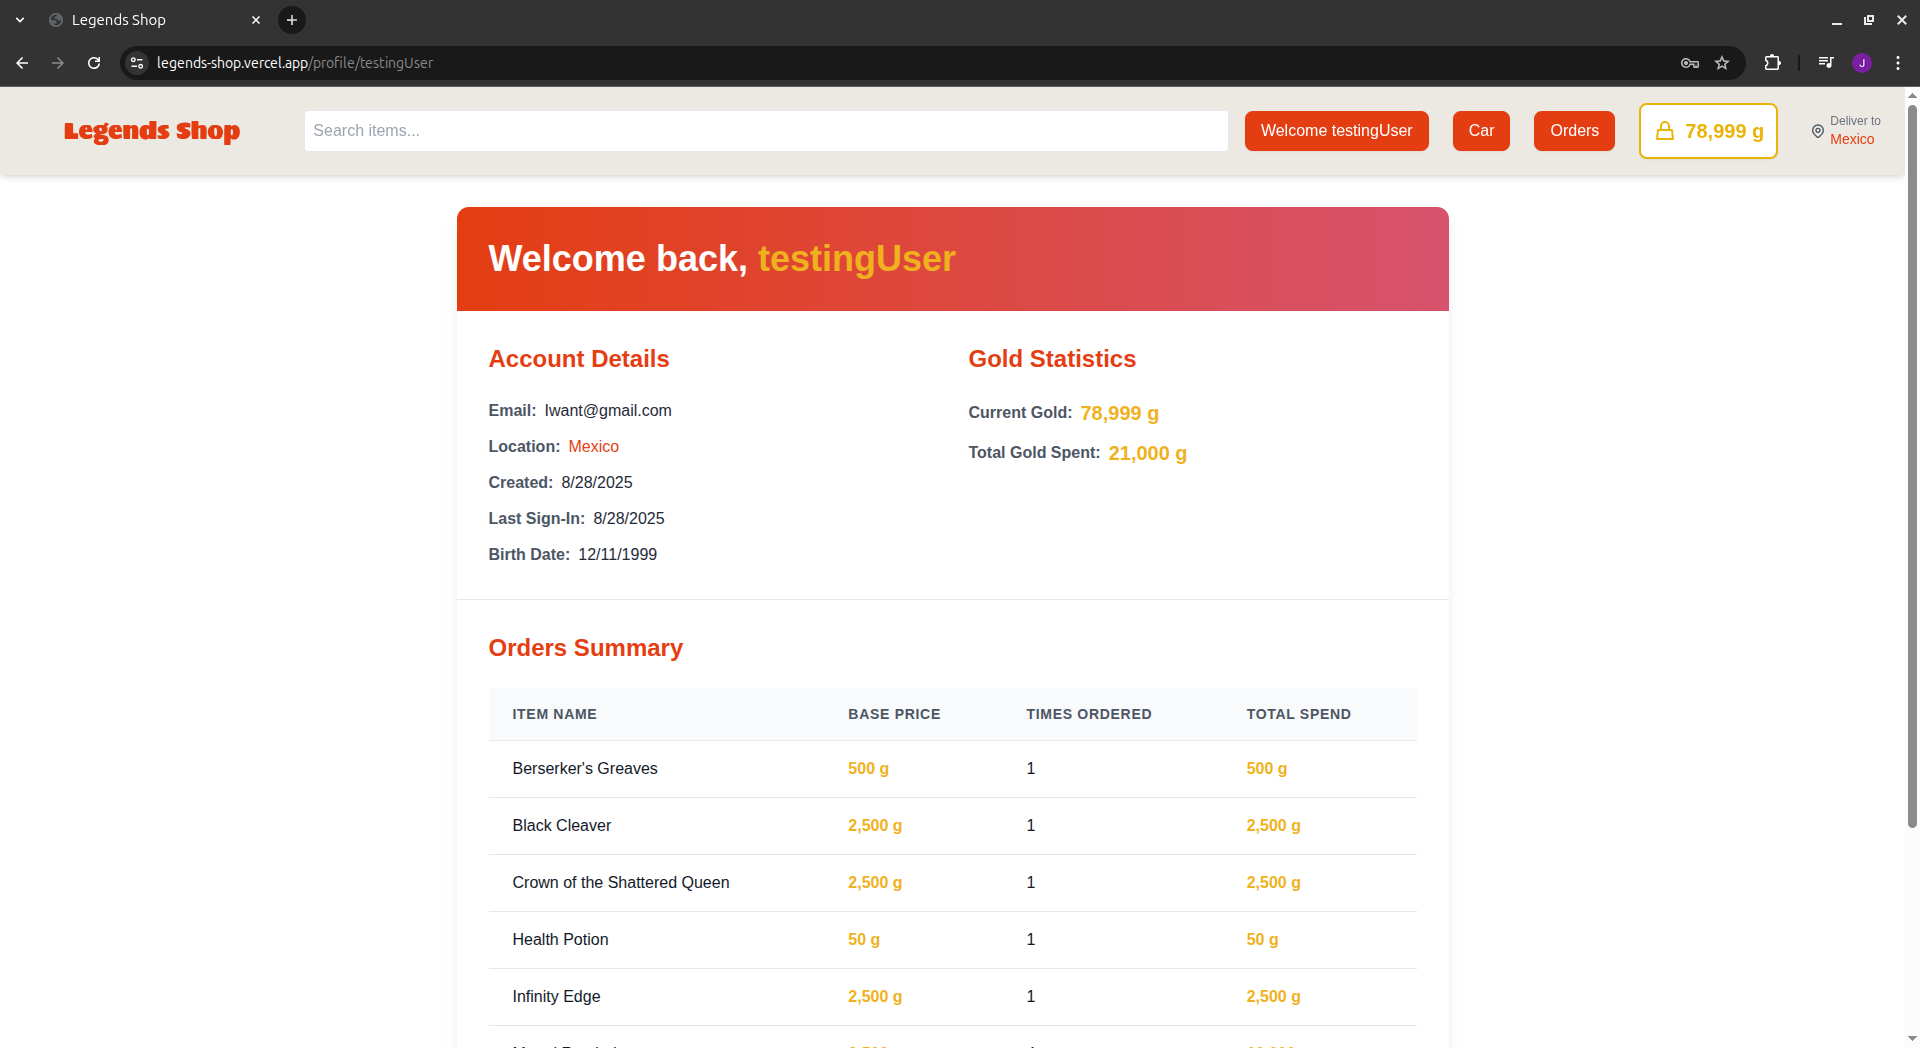 Legends Shop
legends-shop.vercel.app/profile/testingUser
J
Legends Shop
Search items...
Welcome testingUser
Car
Orders
78,999 g
Deliver to
Mexico
Welcome back, testingUser
Account Details
Email: Iwant@gmail.com
Location: Mexico
Created: 8/28/2025
Last Sign-In: 8/28/2025
Birth Date: 12/11/1999
Gold Statistics
Current Gold: 78,999 g
Total Gold Spent: 21,000 g
Orders Summary
ITEM NAME BASE PRICE TIMES ORDERED TOTAL SPEND
Berserker's Greaves 500 g 1 500 g
Black Cleaver 2,500 g 1 2,500 g
Crown of the Shattered Queen 2,500 g 1 2,500 g
Health Potion 50 g 1 50 g
Infinity Edge 2,500 g 1 2,500 g